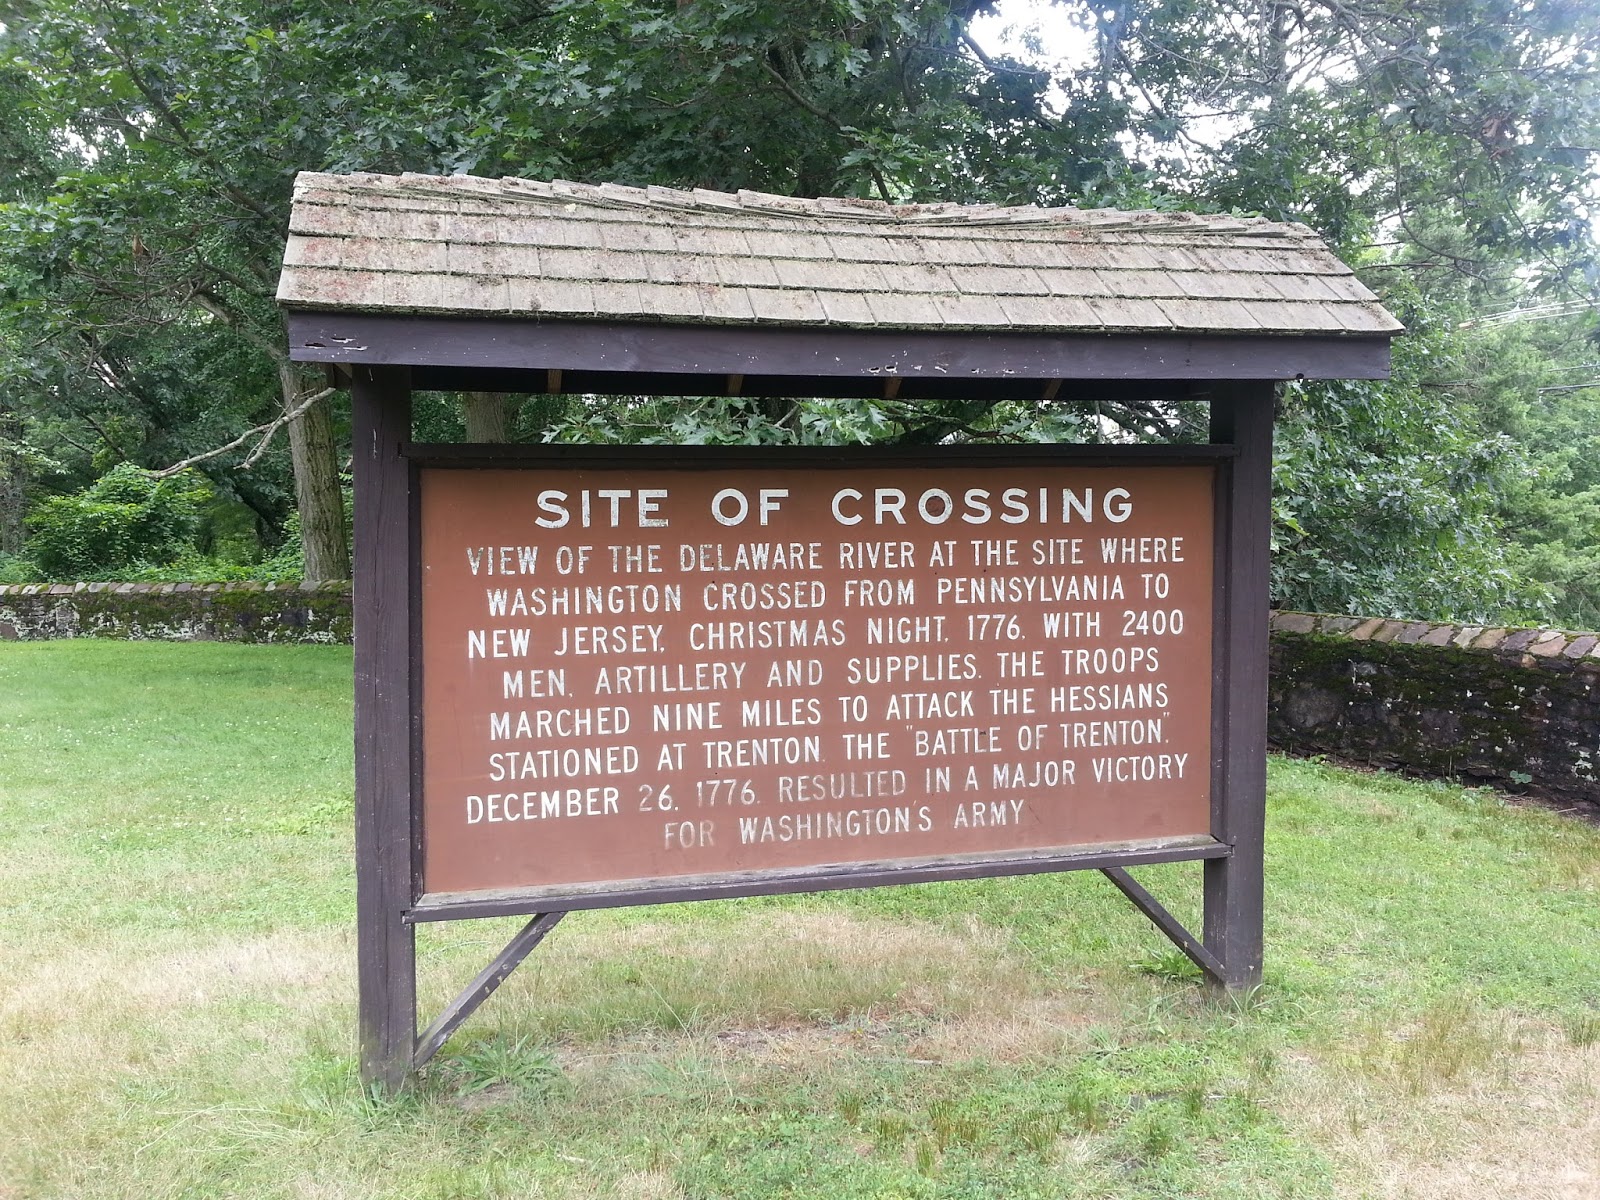 SITE OF CROSSING
VIEW OF THE DELAWARE RIVER AT THE SITE WHERE
WASHINGTON CROSSED FROM PENNSYLVANIA TO
NEW JERSEY, CHRISTMAS NIGHT, 1776, WITH 2400
MEN, ARTILLERY AND SUPPLIES. THE TROOPS
MARCHED NINE MILES TO ATTACK THE HESSIANS
STATIONED AT TRENTON. THE "BATTLE OF TRENTON",
DECEMBER 26, 1776, RESULTED IN A MAJOR VICTORY
FOR WASHINGTON'S ARMY